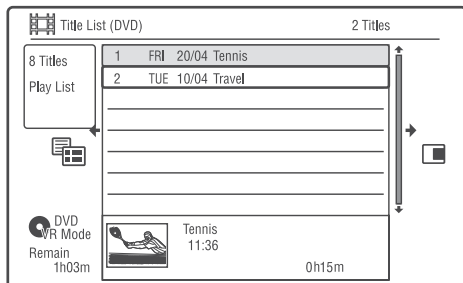 Title List (DVD) 2 Titles
8 Titles
Play List
1 FRI 20/04 Tennis
2 TUE 10/04 Travel
DVD
VR Mode
Remain
1h03m
Tennis
11:36
0h15m